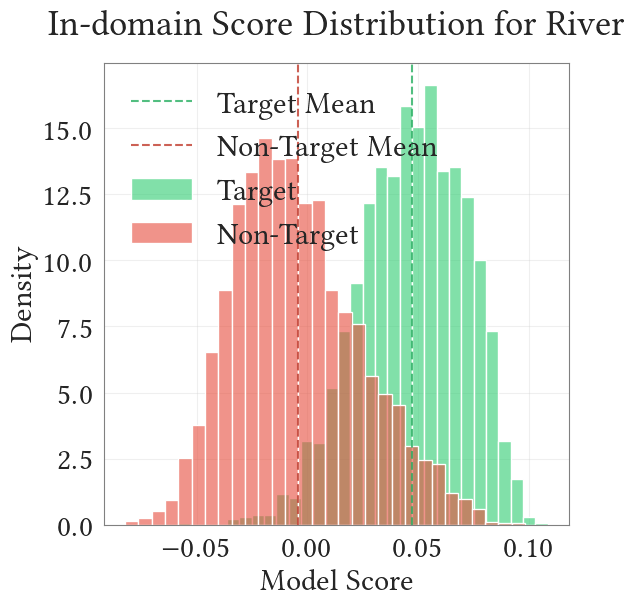 In-domain Score Distribution for River
Target Mean
Non-Target Mean
Target
Non-Target
Density
15.0
12.5
10.0
7.5
5.0
2.5
0.0
−0.05 0.00 0.05 0.10
Model Score